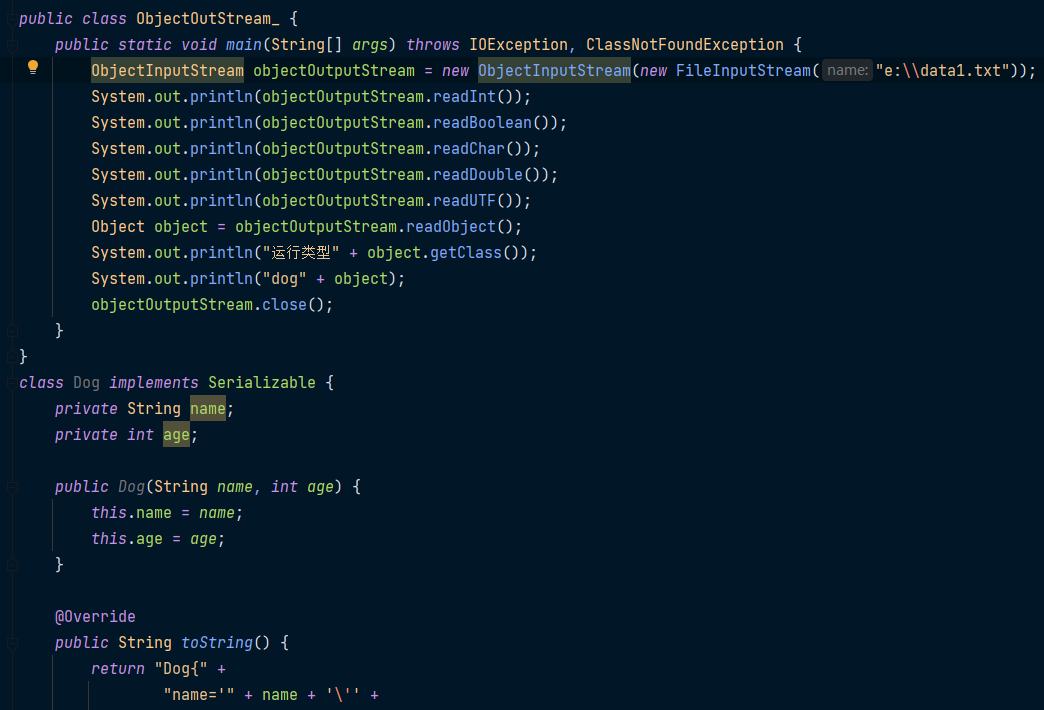 public class ObjectOutStream_ {
public static void main(String[] args) throws IOException, ClassNotFoundException {
ObjectInputStream objectOutputStream = new ObjectInputStream(new FileInputStream( name: "e:\\data1.txt"));
System.out.println(objectOutputStream.readInt());
System.out.println(objectOutputStream.readBoolean());
System.out.println(objectOutputStream.readChar());
System.out.println(objectOutputStream.readDouble());
System.out.println(objectOutputStream.readUTF());
Object object = objectOutputStream.readObject();
System.out.println("运行类型" + object.getClass());
System.out.println("dog" + object);
objectOutputStream.close();
}
}
class Dog implements Serializable {
private String name;
private int age;
public Dog(String name, int age) {
this.name = name;
this.age = age;
}
@Override
public String toString() {
return "Dog{" +
"name='" + name + '\'' +